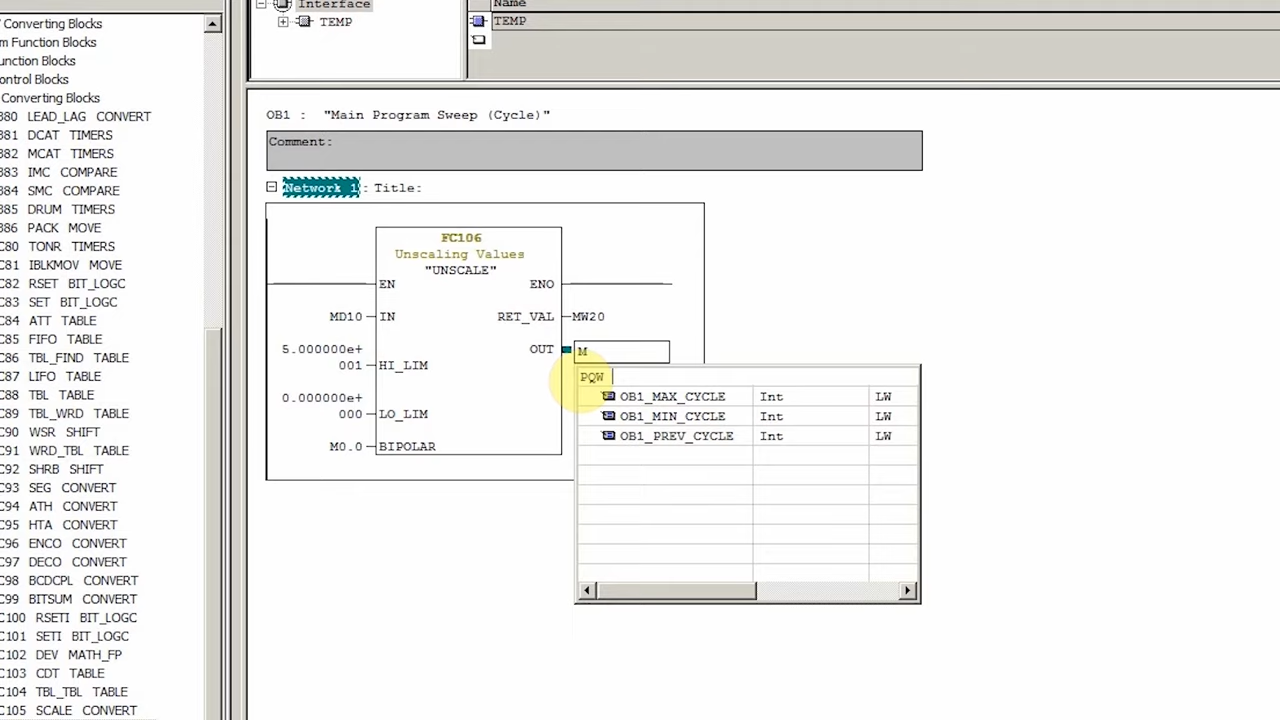 Interface
TEMP
Name
TEMP
Converting Blocks
m Function Blocks
unction Blocks
ontrol Blocks
Converting Blocks
380 LEAD_LAG CONVERT
381 DCAT TIMERS
382 MCAT TIMERS
383 IMC COMPARE
384 SMC COMPARE
385 DRUM TIMERS
386 PACK MOVE
C80 TONR TIMERS
C81 IBLKMOV MOVE
C82 RSET BIT_LOGC
C83 SET BIT_LOGC
C84 ATT TABLE
C85 FIFO TABLE
C86 TBL_FIND TABLE
C87 LIFO TABLE
C88 TBL TABLE
C89 TBL_WRD TABLE
C90 WSR SHIFT
C91 WRD_TBL TABLE
C92 SHRB SHIFT
C93 SEG CONVERT
C94 ATH CONVERT
C95 HTA CONVERT
C96 ENCO CONVERT
C97 DECO CONVERT
C98 BCDCPL CONVERT
C99 BITSUM CONVERT
C100 RSETI BIT_LOGC
C101 SETI BIT_LOGC
C102 DEV MATH_FP
C103 CDT TABLE
C104 TBL_TBL TABLE
C105 SCALE CONVERT
OB1 : "Main Program Sweep (Cycle)"
Comment:
Network 1: Title:
FC106
Unscaling Values
"UNSCALE"
EN ENO
MD10 IN RET_VAL MW20
5.000000e+ OUT M
001 HI_LIM
0.000000e+
000 LO_LIM
M0.0 BIPOLAR
PQW
OB1_MAX_CYCLE Int LW
OB1_MIN_CYCLE Int LW
OB1_PREV_CYCLE Int LW